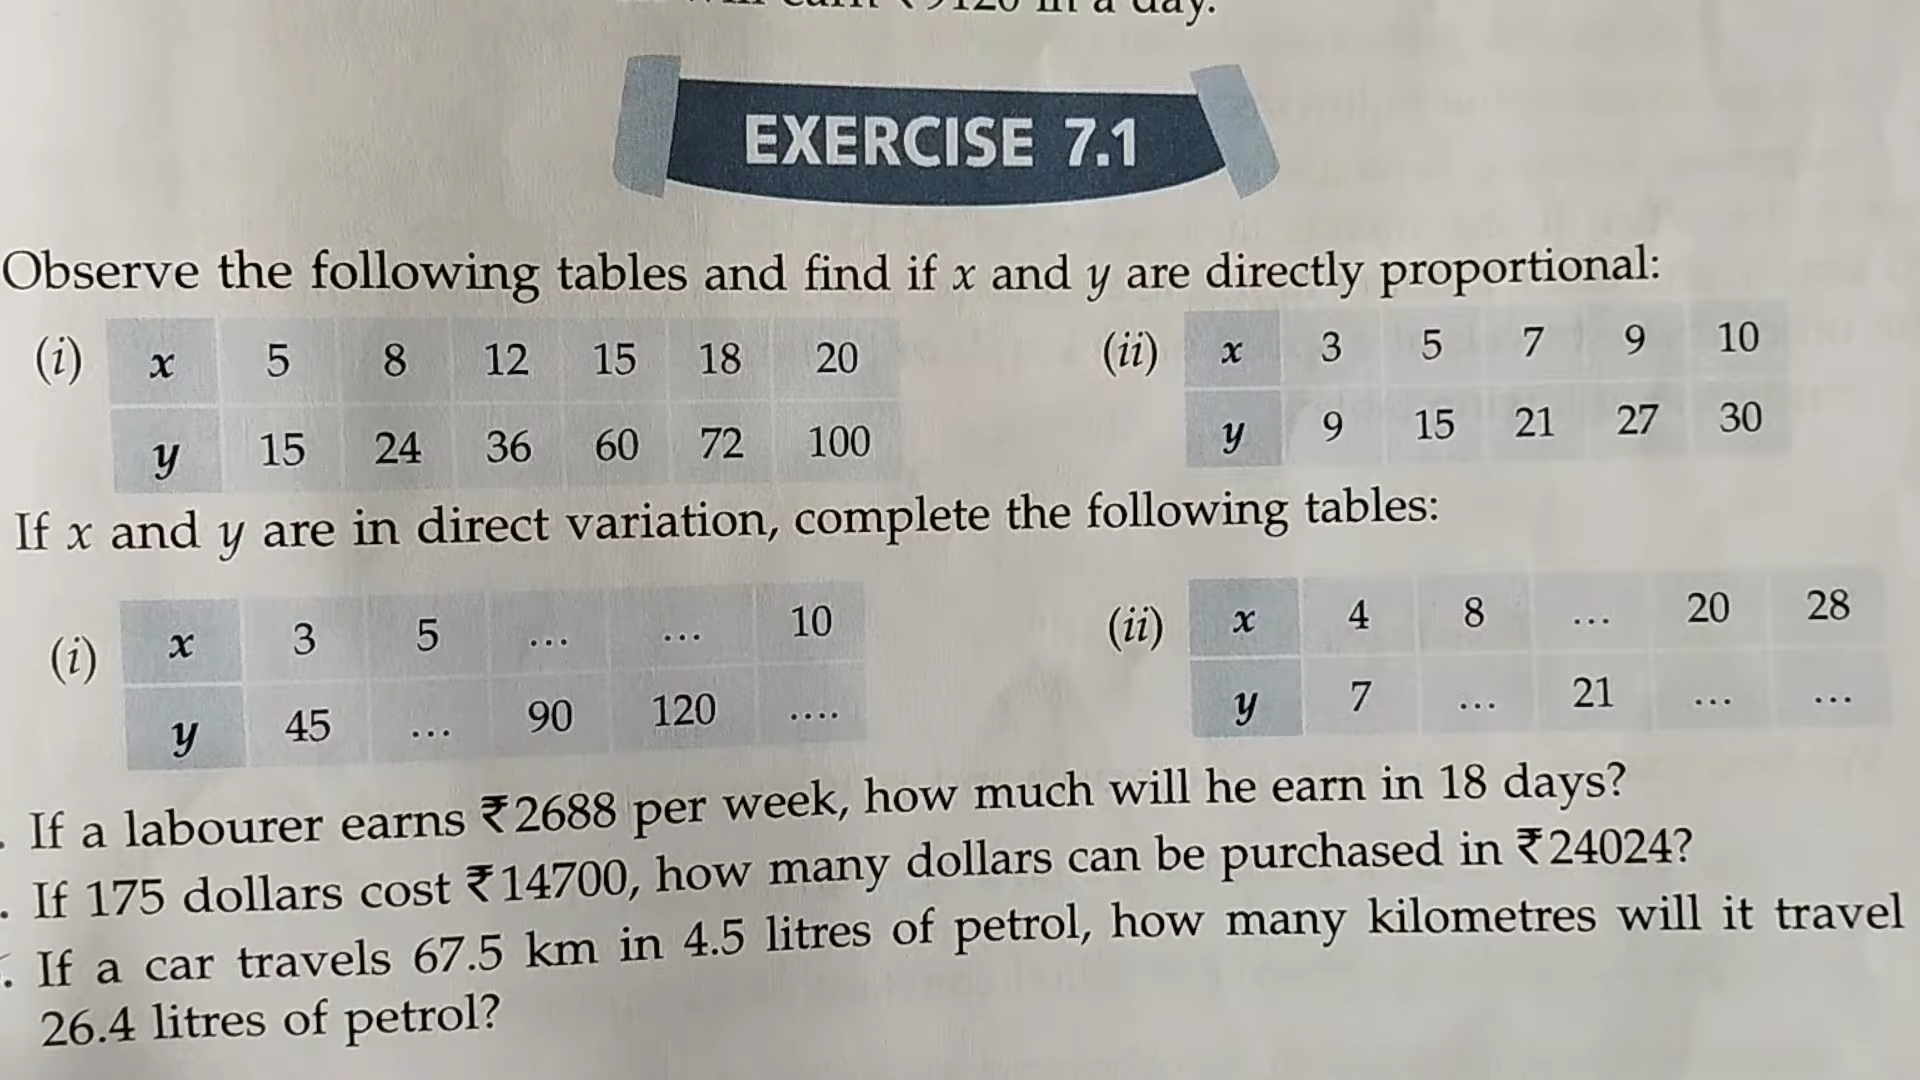 will earn ₹9120 in a day.
EXERCISE 7.1
Observe the following tables and find if x and y are directly proportional:
(i) x 5 8 12 15 18 20
y 15 24 36 60 72 100
(ii) x 3 5 7 9 10
y 9 15 21 27 30
If x and y are in direct variation, complete the following tables:
(i) x 3 5 ... ... 10
y 45 ... 90 120 ....
(ii) x 4 8 ... 20 28
y 7 ... 21 ... ...
. If a labourer earns ₹2688 per week, how much will he earn in 18 days?
. If 175 dollars cost ₹14700, how many dollars can be purchased in ₹24024?
. If a car travels 67.5 km in 4.5 litres of petrol, how many kilometres will it travel
26.4 litres of petrol?